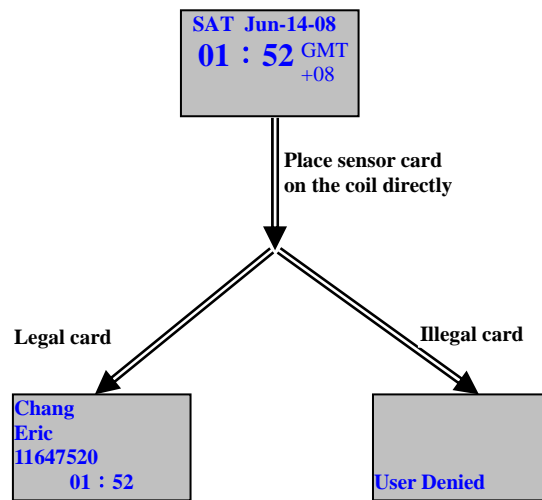 SAT Jun-14-08
01：52 GMT
+08
Place sensor card
on the coil directly
Legal card
Illegal card
Chang
Eric
11647520
01：52
User Denied